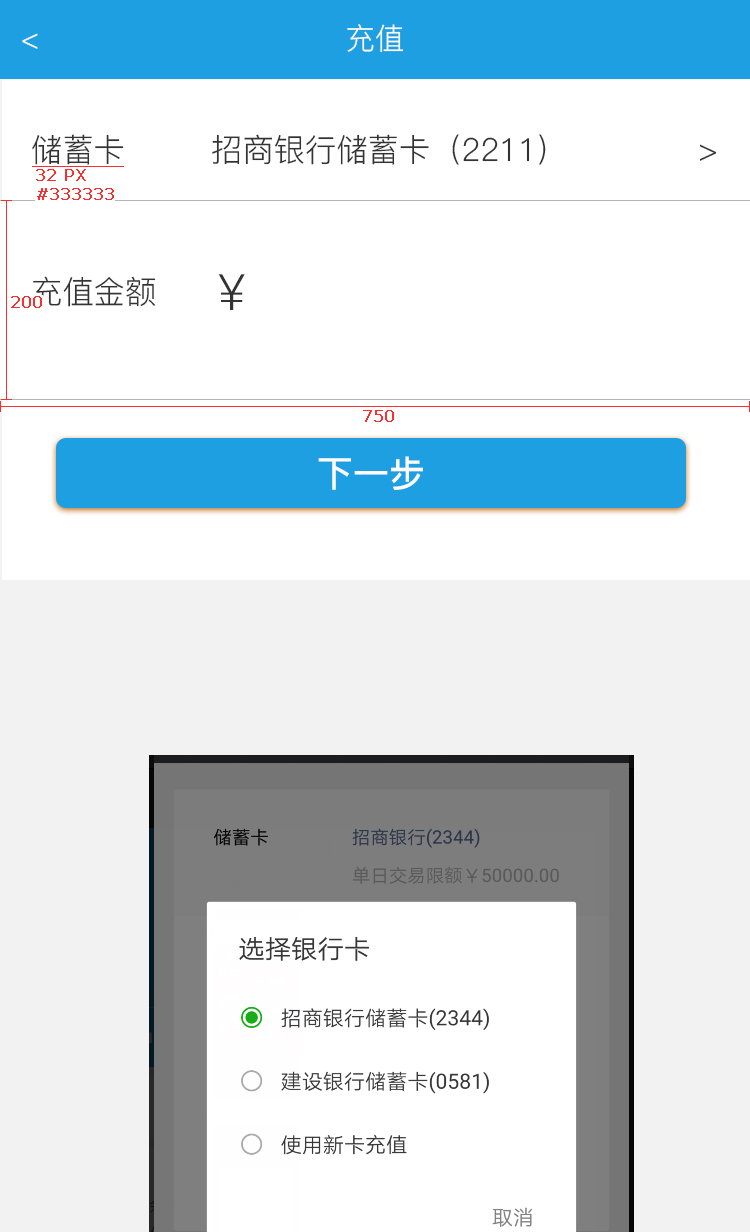 < 充值
储蓄卡 招商银行储蓄卡（2211） >
32 PX
#333333
200 充值金额 ￥
750
下一步
储蓄卡 招商银行(2344)
单日交易限额￥50000.00
选择银行卡
招商银行储蓄卡(2344)
建设银行储蓄卡(0581)
使用新卡充值
取消